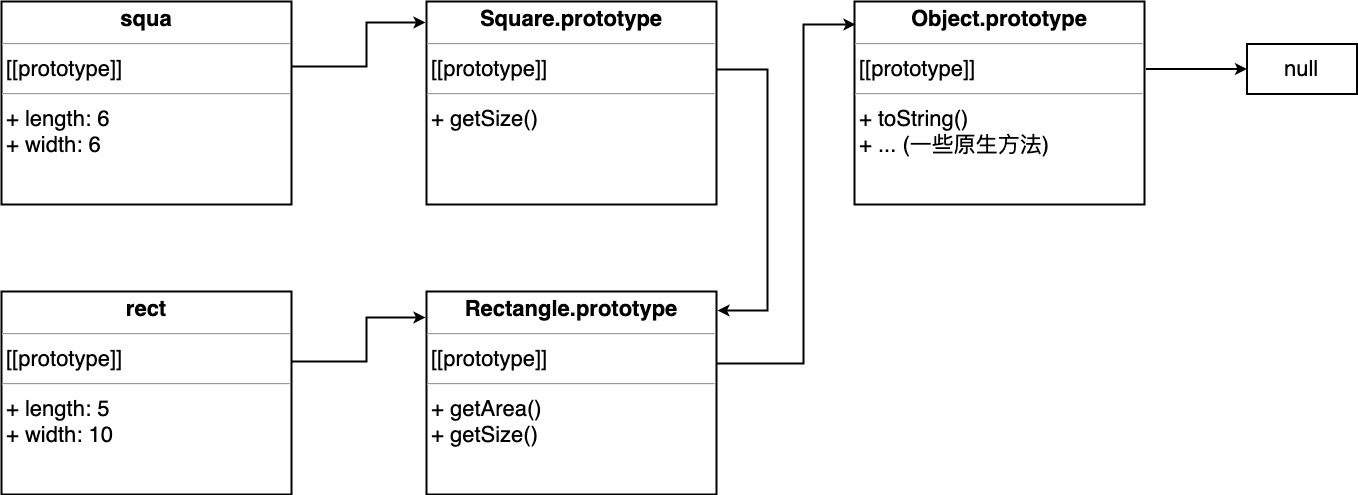 squa
[[prototype]]
+ length: 6
+ width: 6
Square.prototype
[[prototype]]
+ getSize()
Object.prototype
[[prototype]]
+ toString()
+ ... (一些原生方法)
null
rect
[[prototype]]
+ length: 5
+ width: 10
Rectangle.prototype
[[prototype]]
+ getArea()
+ getSize()